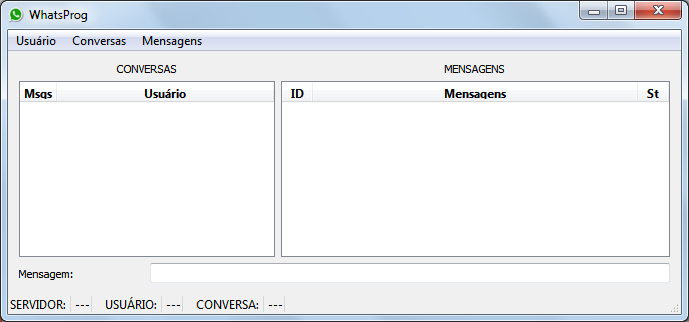 WhatsProg
Usuário Conversas Mensagens
CONVERSAS MENSAGENS
Msgs Usuário ID Mensagens St
Mensagem:
SERVIDOR: --- USUÁRIO: --- CONVERSA: ---